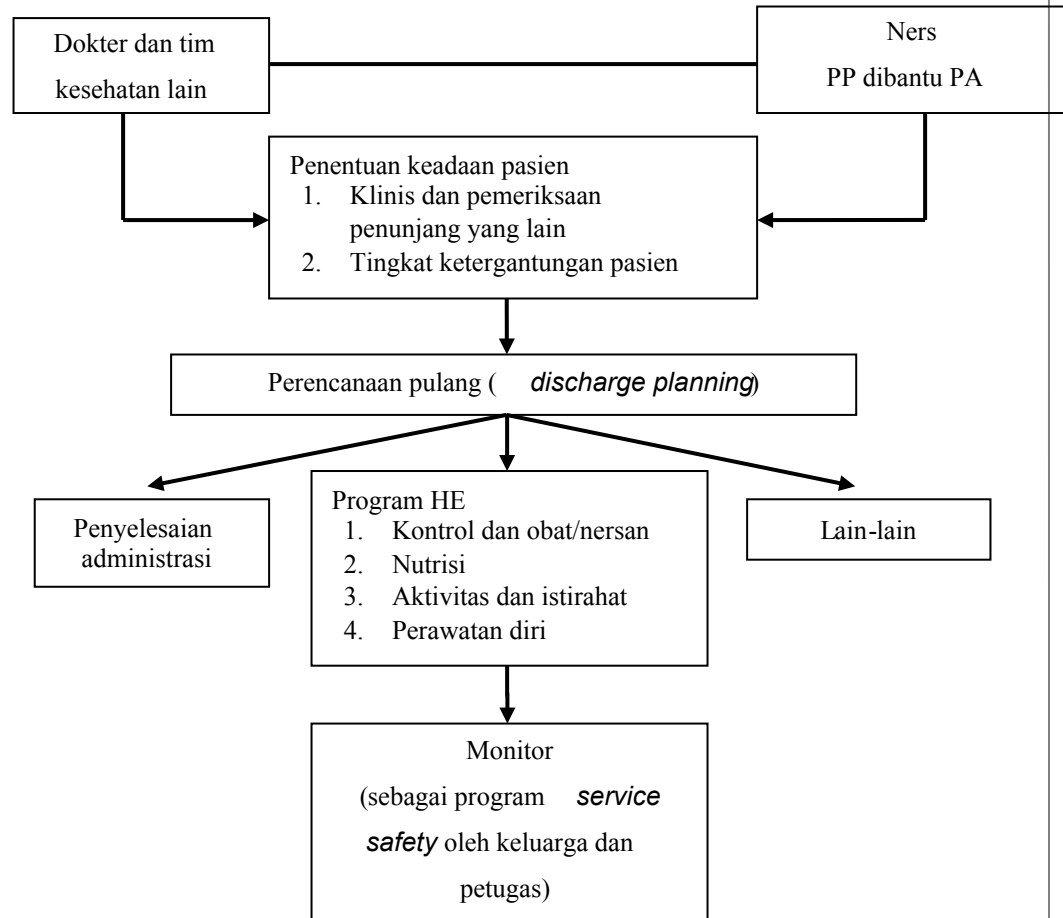 Dokter dan tim
kesehatan lain
Ners
PP dibantu PA
Penentuan keadaan pasien
1. Klinis dan pemeriksaan
penunjang yang lain
2. Tingkat ketergantungan pasien
Perencanaan pulang ( discharge planning)
Penyelesaian
administrasi
Program HE
1. Kontrol dan obat/nersan
2. Nutrisi
3. Aktivitas dan istirahat
4. Perawatan diri
Lain-lain
Monitor
(sebagai program service
safety oleh keluarga dan
petugas)